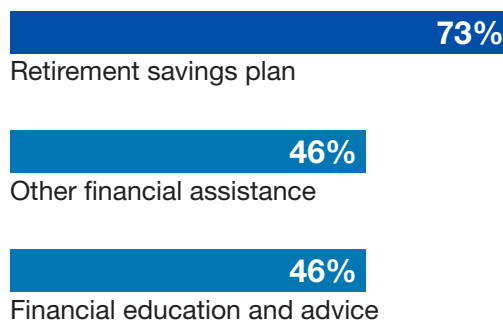 73%
Retirement savings plan
46%
Other financial assistance
46%
Financial education and advice